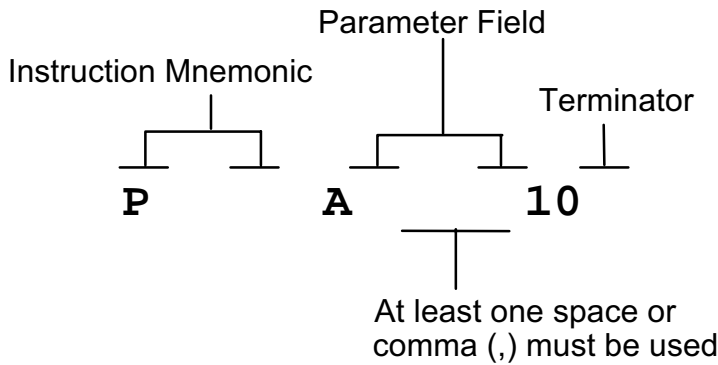 Parameter Field
Instruction Mnemonic
Terminator
P A 10
At least one space or
comma (,) must be used